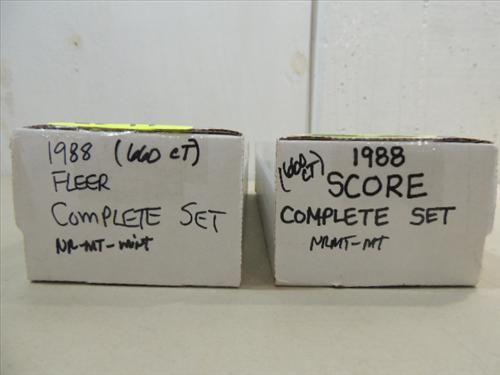 1988 (660 CT)
FLEER
COMPLETE SET
NR-MT-MINT
(660 CT) 1988
SCORE
COMPLETE SET
NRMT-MT